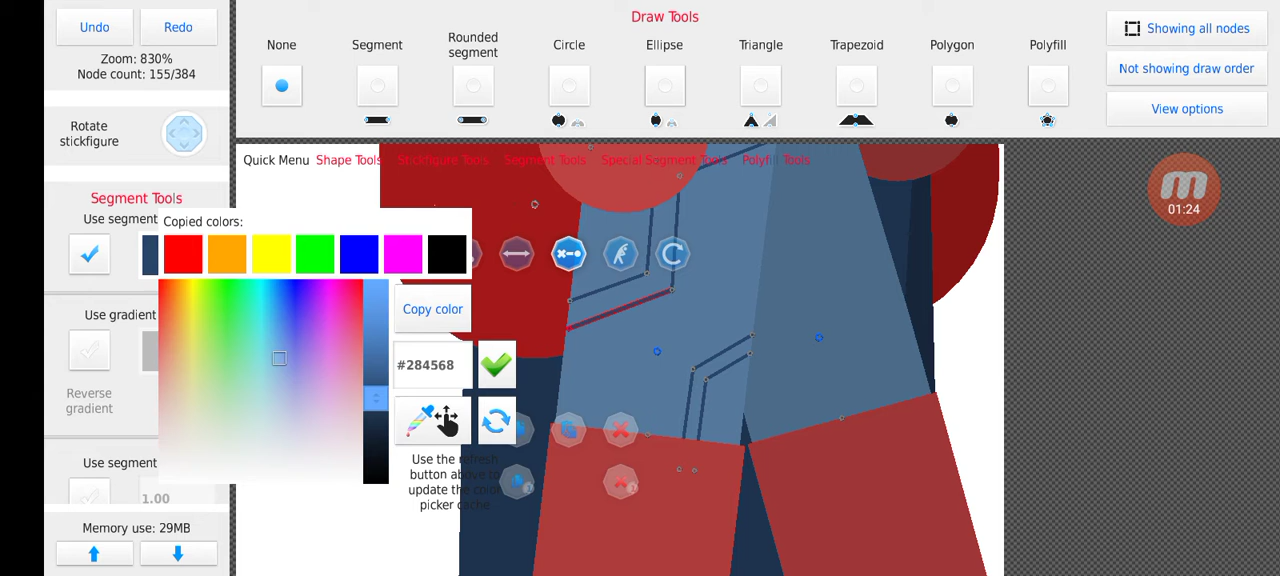 Undo
Redo
Zoom: 830%
Node count: 155/384
Rotate
stickfigure
Segment Tools
Use segment
Use gradient
Reverse
gradient
Use segment
1.00
Memory use: 29MB
Draw Tools
None
Segment
Rounded
segment
Circle
Ellipse
Triangle
Trapezoid
Polygon
Polyfill
Showing all nodes
Not showing draw order
View options
Quick Menu
Shape Tools
Stickfigure Tools
Segment Tools
Special Segment Tools
Polyfill Tools
Copied colors:
Copy color
#284568
Use the refresh
button above to
update the color
picker cache
01:24